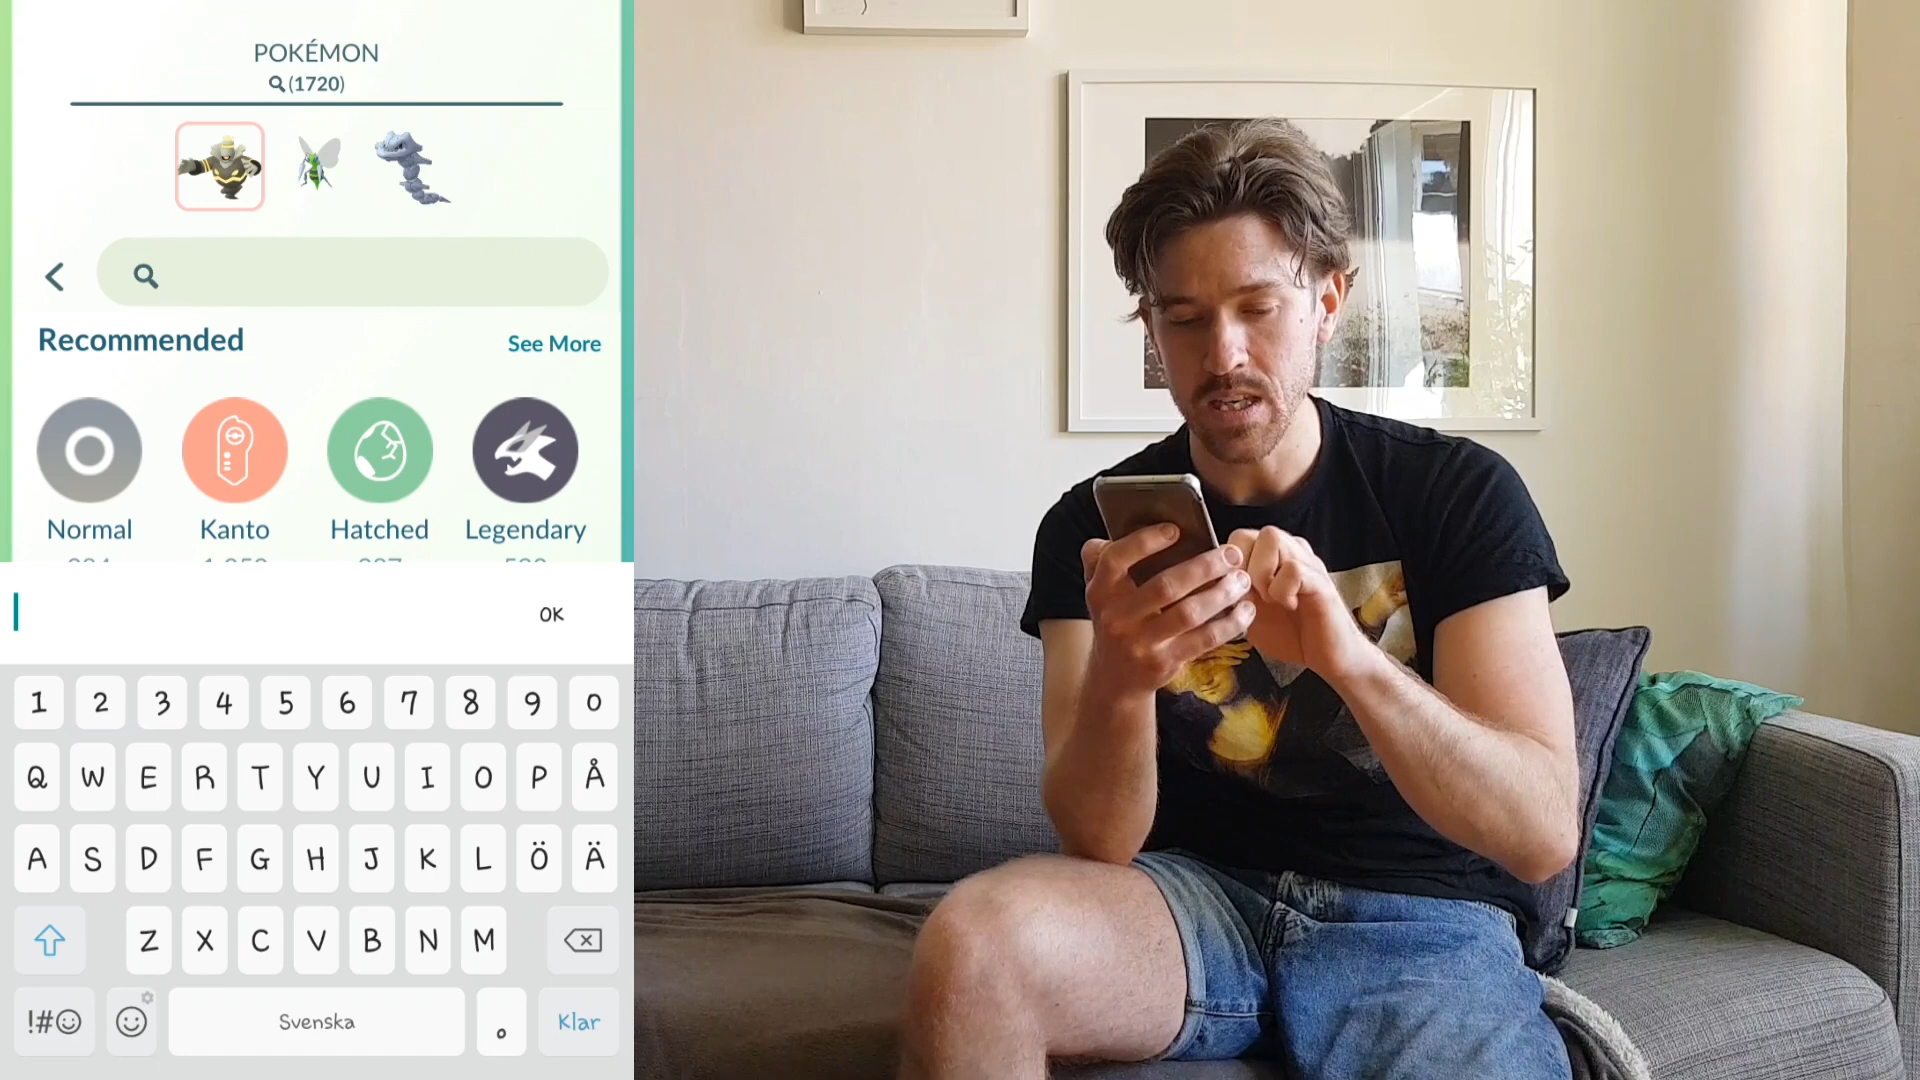 POKÉMON
(1720)
Recommended
See More
Normal
Kanto
Hatched
Legendary
OK
1 2 3 4 5 6 7 8 9 0
Q W E R T Y U I O P Å
A S D F G H J K L Ö Ä
Z X C V B N M
!#☺
Svenska
.
Klar